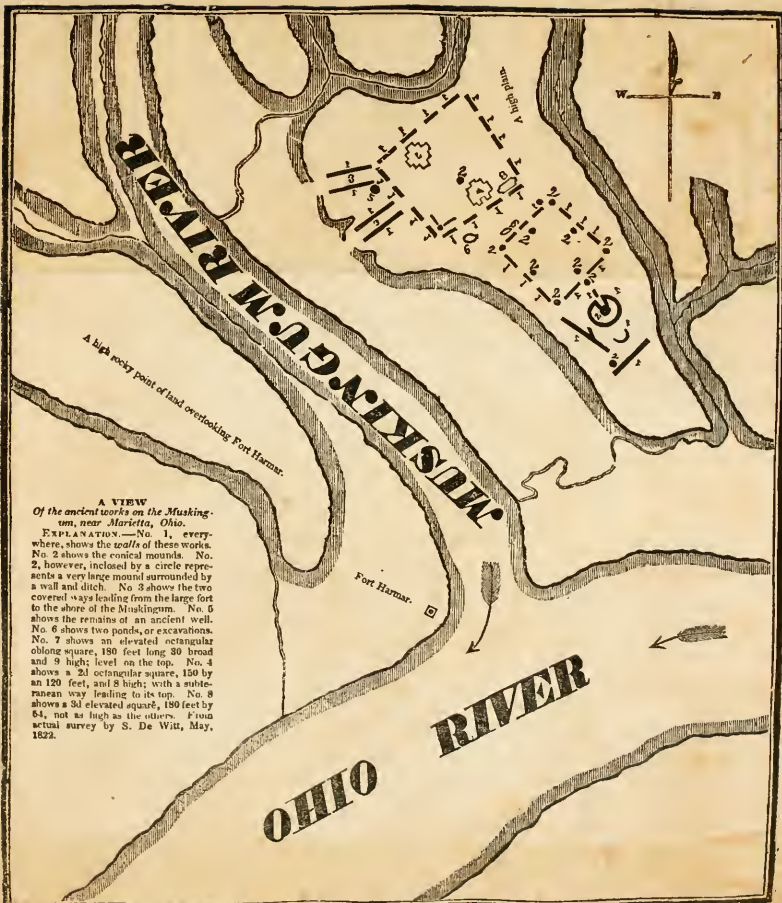 A high plain.
W
E
MUSKINGUM RIVER
A high rocky point of land overlooking Fort Harmar.
A VIEW
Of the ancient works on the Musking-
um, near Marietta, Ohio.
EXPLANATION.—No. 1, every-
where, shows the walls of these works.
No. 2 shows the conical mounds. No.
2, however, inclosed by a circle repre-
sents a very large mound surrounded by
a wall and ditch. No 3 shows the two
covered ways leading from the large fort
to the shore of the Muskingum. No. 5
shows the remains of an ancient well.
No. 6 shows two ponds, or excavations.
No. 7 shows an elevated octangular
oblong square, 180 feet long 80 broad
and 9 high; level on the top. No. 4
shows a 2d octangular square, 150 by
an 120 feet, and 8 high; with a subte-
ranean way leading to its top. No. 8
shows a 3d elevated square, 180 feet by
54, not as high as the others. From
actual survey by S. De Witt, May,
1822.
Fort Harmar.
OHIO RIVER